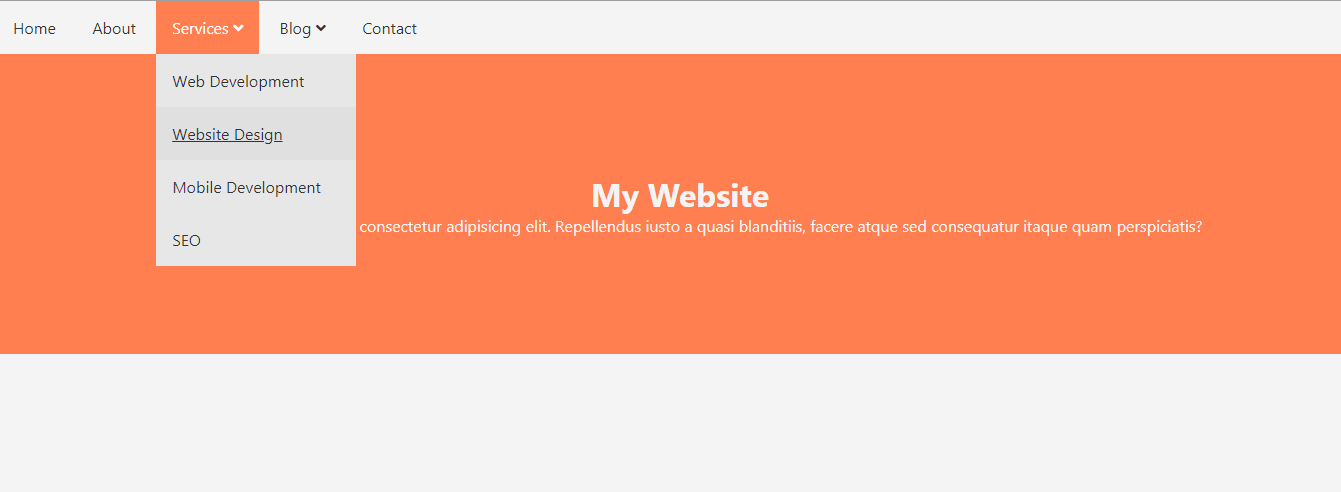 Home About Services Blog Contact
Web Development
Website Design
Mobile Development
SEO
My Website
consectetur adipisicing elit. Repellendus iusto a quasi blanditiis, facere atque sed consequatur itaque quam perspiciatis?